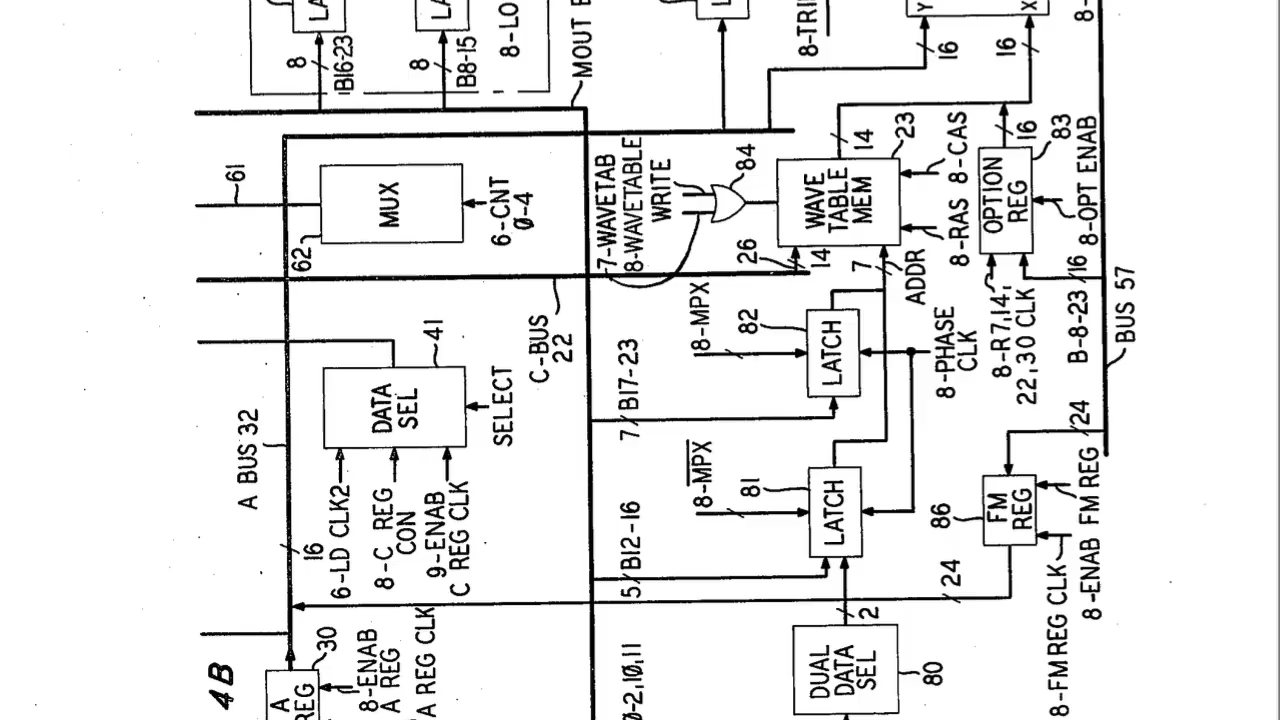 8
B16-23
LA
8
B8-15
LA
8-LO
MOUT B
8-TRI
Y
X
16
16
8-
61
MUX
62
6-CNT
0-4
7-WAVETAB
8-WAVETABLE
WRITE
84
WAVE
TABLE
MEM
14
23
26
14
7
ADDR
8-RAS
8-CAS
OPTION
REG
16
83
8-OPT ENAB
8-R7,14,
22,30 CLK
16
B-8-23
BUS 57
A BUS 32
16
DATA
SEL
41
SELECT
6-LD CLK2
8-C REG
CON
9-ENAB
C REG CLK
C-BUS
22
8-MPX
82
LATCH
7
B17-23
8-PHASE
CLK
8-MPX
81
LATCH
5
B12-16
24
86
FM
REG
8-FM REG CLK
8-ENAB FM REG
24
4B
A
REG
30
8-ENAB
A REG
A REG CLK
0-2,10,11
DUAL
DATA
SEL
2
80